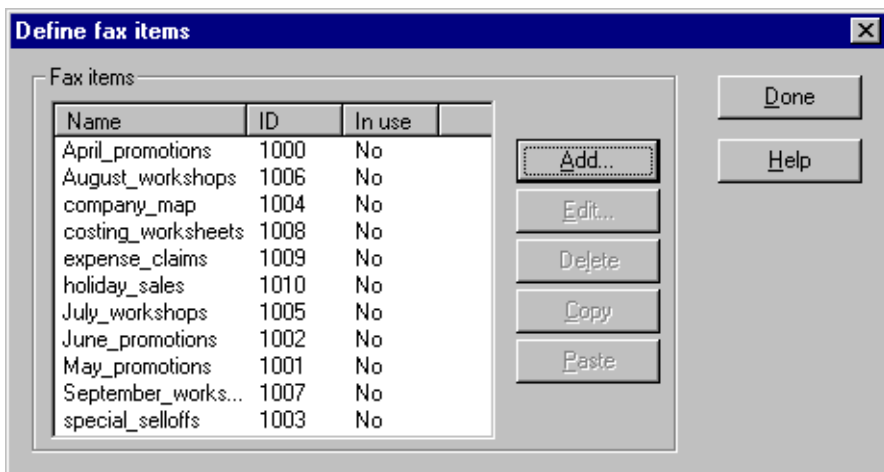 Define fax items
Fax items
Name ID In use
April_promotions 1000 No
August_workshops 1006 No
company_map 1004 No
costing_worksheets 1008 No
expense_claims 1009 No
holiday_sales 1010 No
July_workshops 1005 No
June_promotions 1002 No
May_promotions 1001 No
September_works... 1007 No
special_selloffs 1003 No
Add...
Edit...
Delete
Copy
Paste
Done
Help